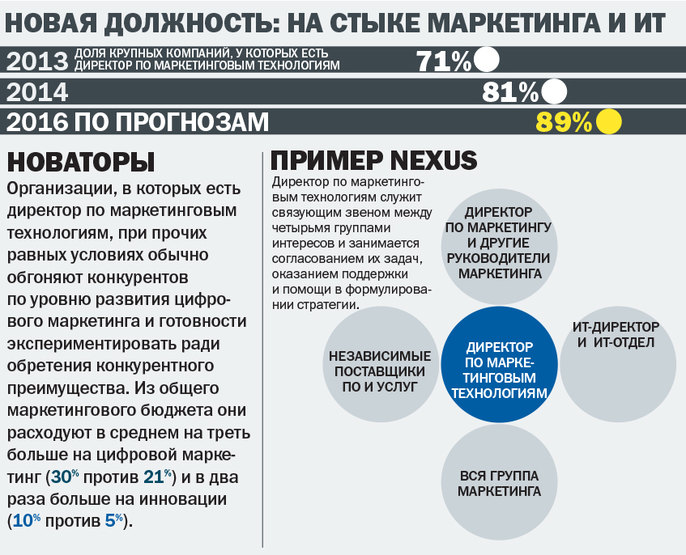 НОВАЯ ДОЛЖНОСТЬ: НА СТЫКЕ МАРКЕТИНГА И ИТ
2013 ДОЛЯ КРУПНЫХ КОМПАНИЙ, У КОТОРЫХ ЕСТЬ
ДИРЕКТОР ПО МАРКЕТИНГОВЫМ ТЕХНОЛОГИЯМ 71%
2014 81%
2016 ПО ПРОГНОЗАМ 89%
НОВАТОРЫ
Организации, в которых есть
директор по маркетинговым
технологиям, при прочих
равных условиях обычно
обгоняют конкурентов
по уровню развития цифро-
вого маркетинга и готовности
экспериментировать ради
обретения конкурентного
преимущества. Из общего
маркетингового бюджета они
расходуют в среднем на треть
больше на цифровой марке-
тинг (30% против 21%) и в два
раза больше на инновации
(10% против 5%).
ПРИМЕР NEXUS
Директор по маркетинго-
вым технологиям служит
связующим звеном между
четырьмя группами
интересов и занимается
согласованием их задач,
оказанием поддержки
и помощи в формулирова-
нии стратегии.
ДИРЕКТОР
ПО МАРКЕТИНГУ
И ДРУГИЕ
РУКОВОДИТЕЛИ
МАРКЕТИНГА
НЕЗАВИСИМЫЕ
ПОСТАВЩИКИ
ПО И УСЛУГ
ДИРЕКТОР
ПО МАРКЕ-
ТИНГОВЫМ
ТЕХНОЛОГИЯМ
ИТ-ДИРЕКТОР
И ИТ-ОТДЕЛ
ВСЯ ГРУППА
МАРКЕТИНГА